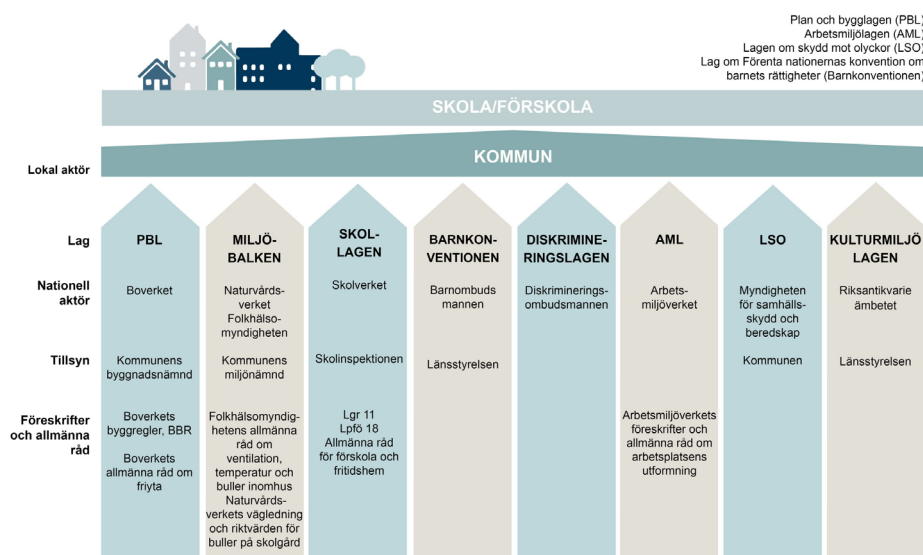 Plan och bygglagen (PBL)
Arbetsmiljölagen (AML)
Lagen om skydd mot olyckor (LSO)
Lag om Förenta nationernas konvention om
barnets rättigheter (Barnkonventionen)
SKOLA/FÖRSKOLA
Lokal aktör
KOMMUN
Lag
PBL
MILJÖ-
BALKEN
SKOL-
LAGEN
BARNKON-
VENTIONEN
DISKRIMINE-
RINGSLAGEN
AML
LSO
KULTURMILJÖ
LAGEN
Nationell
aktör
Boverket
Naturvårds-
verket
Folkhälso-
myndigheten
Skolverket
Barnombuds
mannen
Diskriminerings-
ombudsmannen
Arbets-
miljöverket
Myndigheten
för samhälls-
skydd och
beredskap
Riksantikvarie
ämbetet
Tillsyn
Kommunens
byggnadsnämnd
Kommunens
miljönämnd
Skolinspektionen
Länsstyrelsen
Kommunen
Länsstyrelsen
Föreskrifter
och allmänna
råd
Boverkets
byggregler, BBR
Boverkets
allmänna råd om
friyta
Folkhälsomyndig-
hetens allmänna
råd om
ventilation,
temperatur och
buller inomhus
Naturvårds-
verkets vägledning
och riktvärden för
buller på skolgård
Lgr 11
Lpfö 18
Allmänna råd
för förskola och
fritidshem
Arbetsmiljöverkets
föreskrifter och
allmänna råd om
arbetsplatsens
utformning